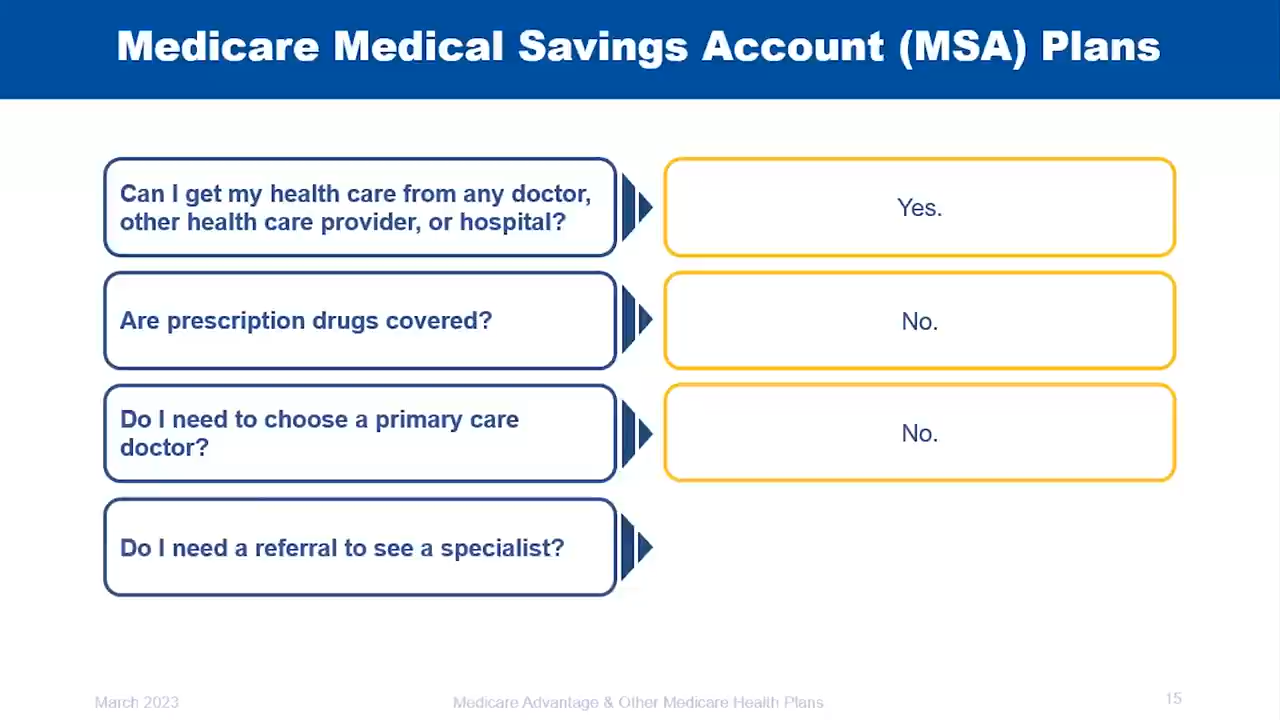 Medicare Medical Savings Account (MSA) Plans
Can I get my health care from any doctor,
other health care provider, or hospital?
Yes.
Are prescription drugs covered?
No.
Do I need to choose a primary care
doctor?
No.
Do I need a referral to see a specialist?
March 2023
Medicare Advantage & Other Medicare Health Plans
15